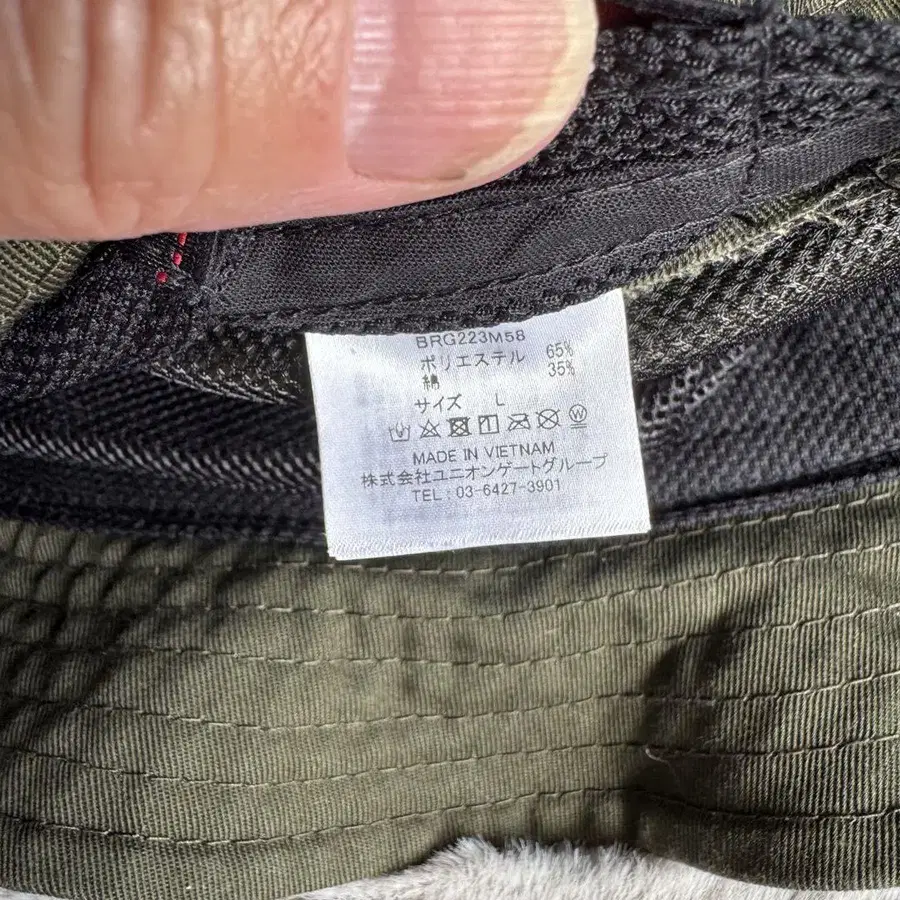 BRG223M58
ポリエステル 65%
綿 35%
サイズ L
MADE IN VIETNAM
株式会社ユニオンゲートグループ
TEL : 03-6427-3901